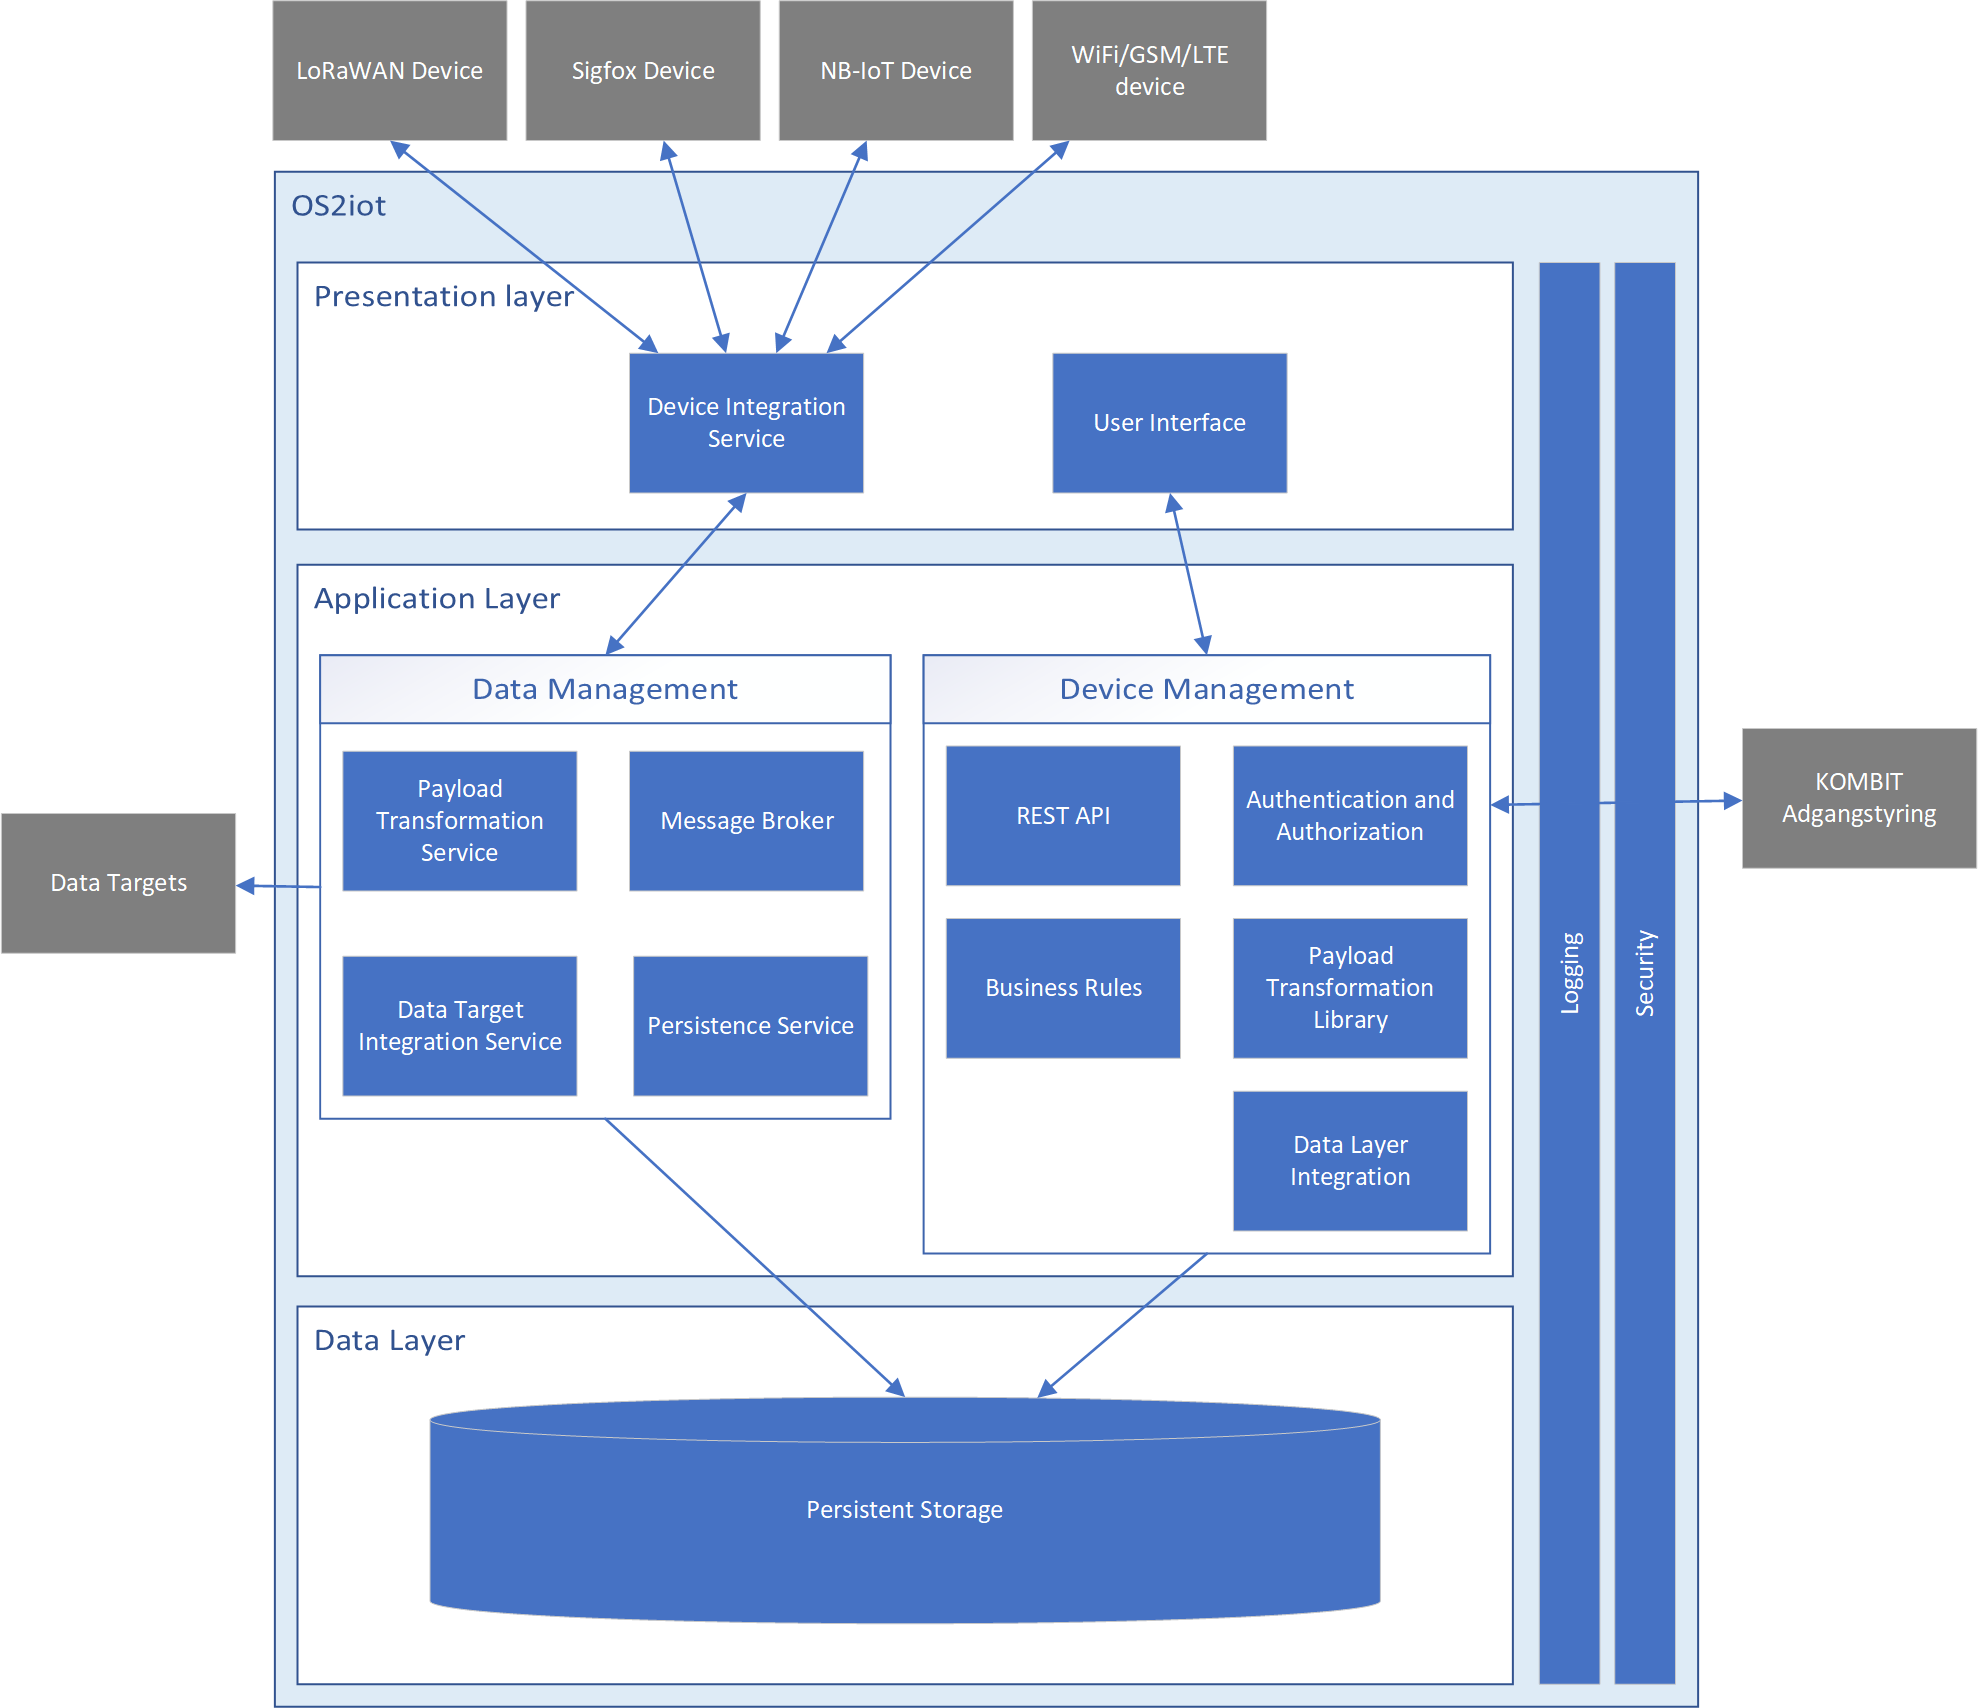 LoRaWAN Device
Sigfox Device
NB-IoT Device
WiFi/GSM/LTE
device
OS2iot
Presentation layer
Device Integration
Service
User Interface
Application Layer
Data Management
Payload
Transformation
Service
Message Broker
Data Target
Integration Service
Persistence Service
Device Management
REST API
Authentication and
Authorization
Business Rules
Payload
Transformation
Library
Data Layer
Integration
Data Targets
KOMBIT
Adgangstyring
Logging
Security
Data Layer
Persistent Storage